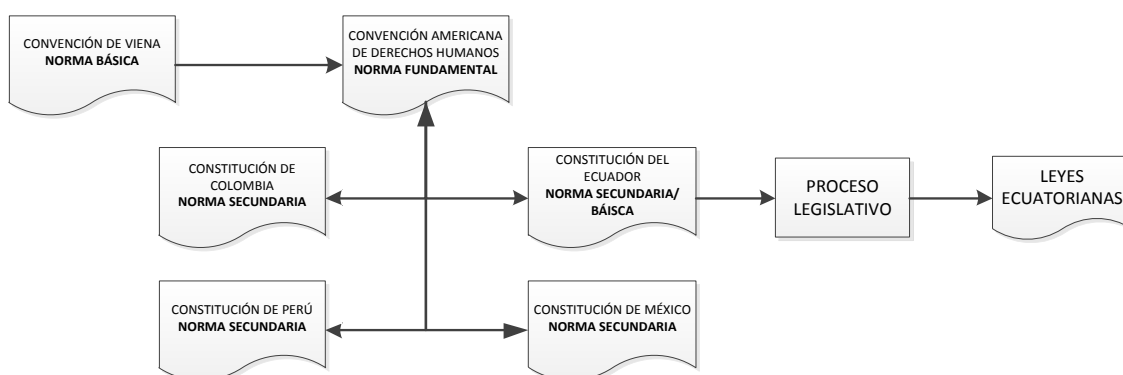 CONVENCIÓN DE VIENA
NORMA BÁSICA
CONVENCIÓN AMERICANA
DE DERECHOS HUMANOS
NORMA FUNDAMENTAL
CONSTITUCIÓN DE
COLOMBIA
NORMA SECUNDARIA
CONSTITUCIÓN DEL
ECUADOR
NORMA SECUNDARIA/
BÁISCA
PROCESO
LEGISLATIVO
LEYES
ECUATORIANAS
CONSTITUCIÓN DE PERÚ
NORMA SECUNDARIA
CONSTITUCIÓN DE MÉXICO
NORMA SECUNDARIA